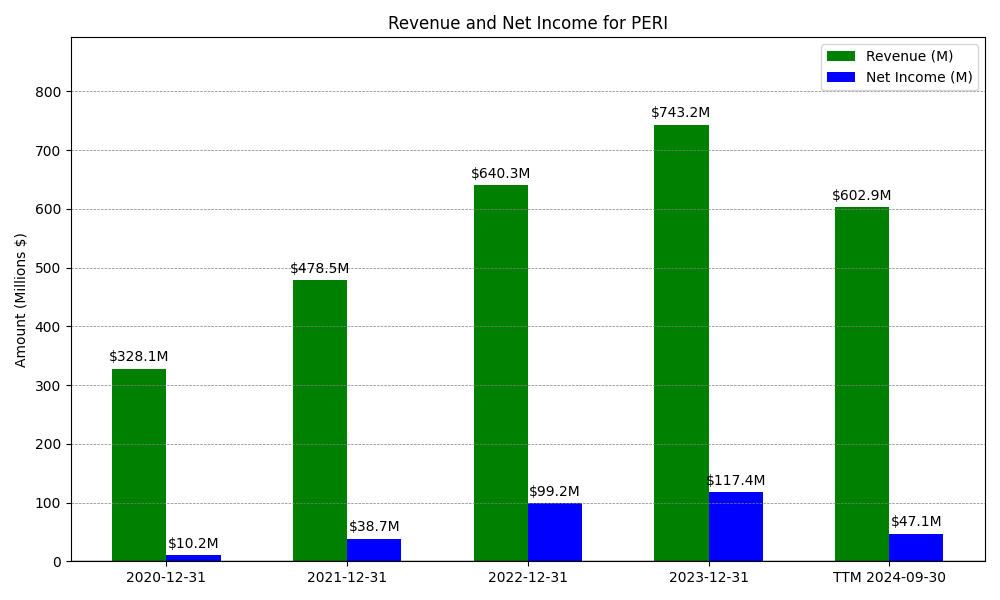 Revenue and Net Income for PERI
Revenue (M)
Net Income (M)
Amount (Millions $)
800
700
600
500
400
300
200
100
0
$328.1M
$10.2M
$478.5M
$38.7M
$640.3M
$99.2M
$743.2M
$117.4M
$602.9M
$47.1M
2020-12-31
2021-12-31
2022-12-31
2023-12-31
TTM 2024-09-30